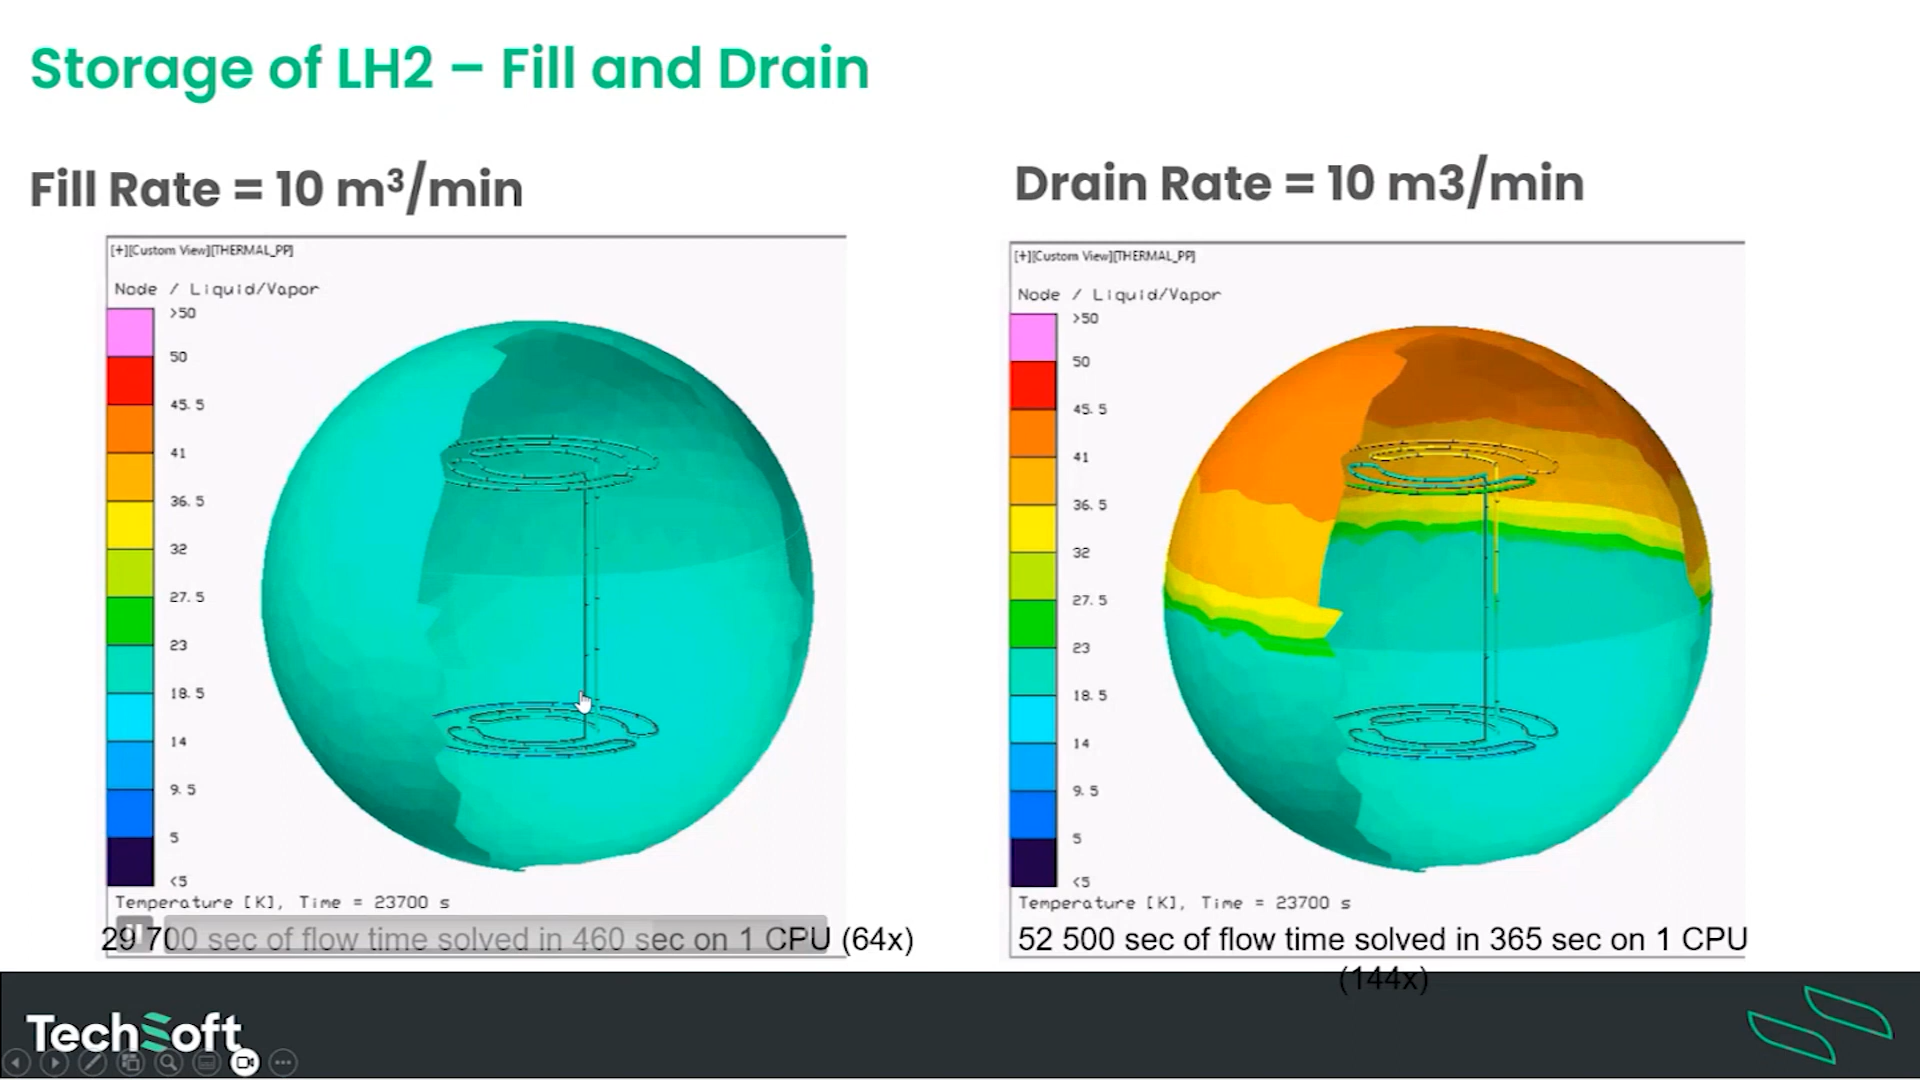 Storage of LH2 – Fill and Drain
Fill Rate = 10 m³/min
[+][Custom View][THERMAL_PP]
Node / Liquid/Vapor
>50
50
45.5
41
36.5
32
27.5
23
18.5
14
9.5
5
<5
Temperature [K], Time = 23700 s
29 700 sec of flow time solved in 460 sec on 1 CPU (64x)
Drain Rate = 10 m3/min
[+][Custom View][THERMAL_PP]
Node / Liquid/Vapor
>50
50
45.5
41
36.5
32
27.5
23
18.5
14
9.5
5
<5
Temperature [K], Time = 23700 s
52 500 sec of flow time solved in 365 sec on 1 CPU
(144x)
TechSoft